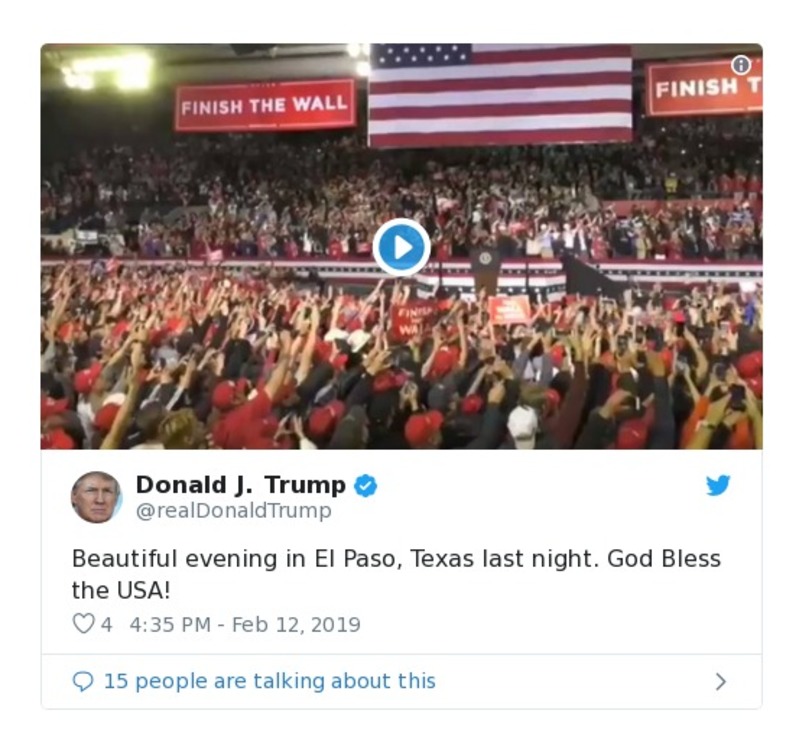 FINISH THE WALL
FINISH T
FINISH
WA
Donald J. Trump
@realDonaldTrump
Beautiful evening in El Paso, Texas last night. God Bless
the USA!
4 4:35 PM - Feb 12, 2019
15 people are talking about this